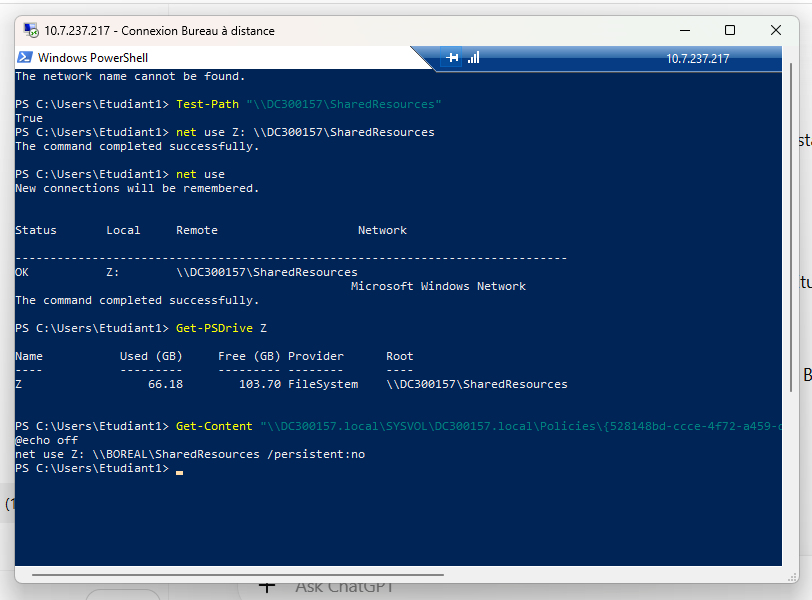 10.7.237.217 - Connexion Bureau à distance
Windows PowerShell
10.7.237.217
The network name cannot be found.
PS C:\Users\Etudiant1> Test-Path "\\DC300157\SharedResources"
True
PS C:\Users\Etudiant1> net use Z: \\DC300157\SharedResources
The command completed successfully.
PS C:\Users\Etudiant1> net use
New connections will be remembered.
Status Local Remote Network
-------------------------------------------------------------------------------
OK Z: \\DC300157\SharedResources
Microsoft Windows Network
The command completed successfully.
PS C:\Users\Etudiant1> Get-PSDrive Z
Name Used (GB) Free (GB) Provider Root
---- --------- --------- -------- ----
Z 66.18 103.70 FileSystem \\DC300157\SharedResources
PS C:\Users\Etudiant1> Get-Content "\\DC300157.local\SYSVOL\DC300157.local\Policies\{528148bd-ccce-4f72-a459-
@echo off
net use Z: \\BOREAL\SharedResources /persistent:no
PS C:\Users\Etudiant1>
B
Ask ChatGPT